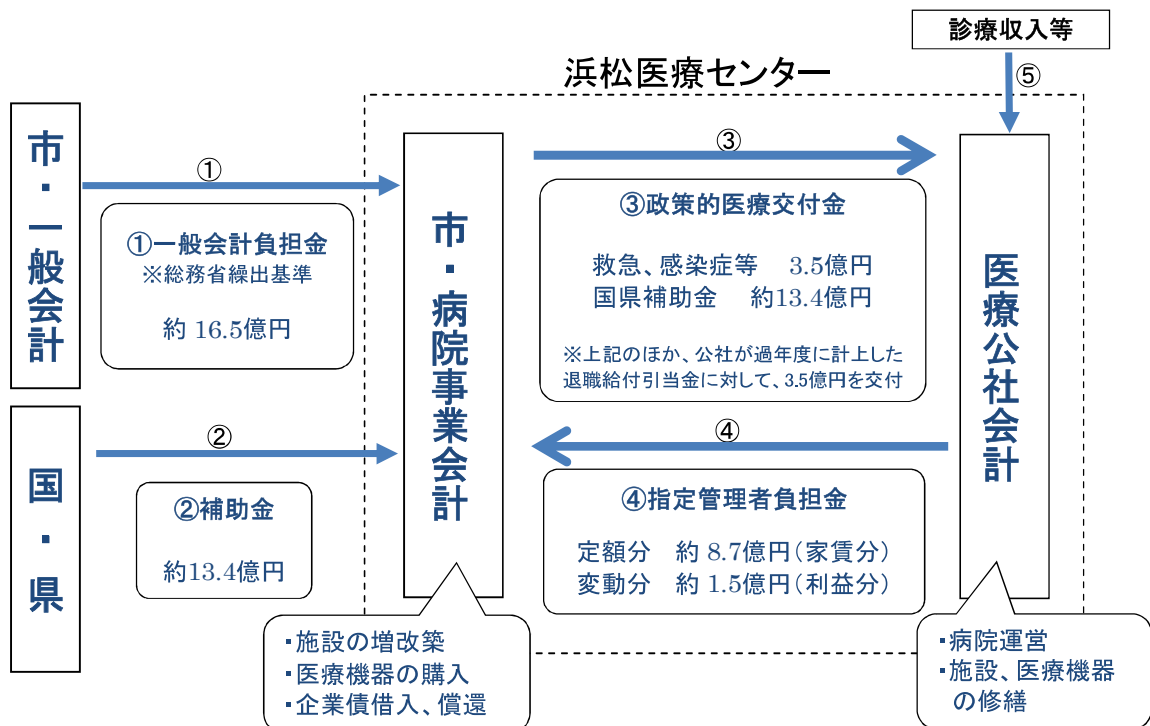 診療収入等
⑤
浜松医療センター
市・一般会計
①
①一般会計負担金
※総務省繰出基準
約 16.5億円
国・県
②
②補助金
約13.4億円
市・病院事業会計
・施設の増改築
・医療機器の購入
・企業債借入、償還
③
③政策的医療交付金
救急、感染症等 3.5億円
国県補助金 約13.4億円
※上記のほか、公社が過年度に計上した
退職給付引当金に対して、3.5億円を交付
④
④指定管理者負担金
定額分 約 8.7億円(家賃分)
変動分 約 1.5億円(利益分)
医療公社会計
・病院運営
・施設、医療機器
の修繕